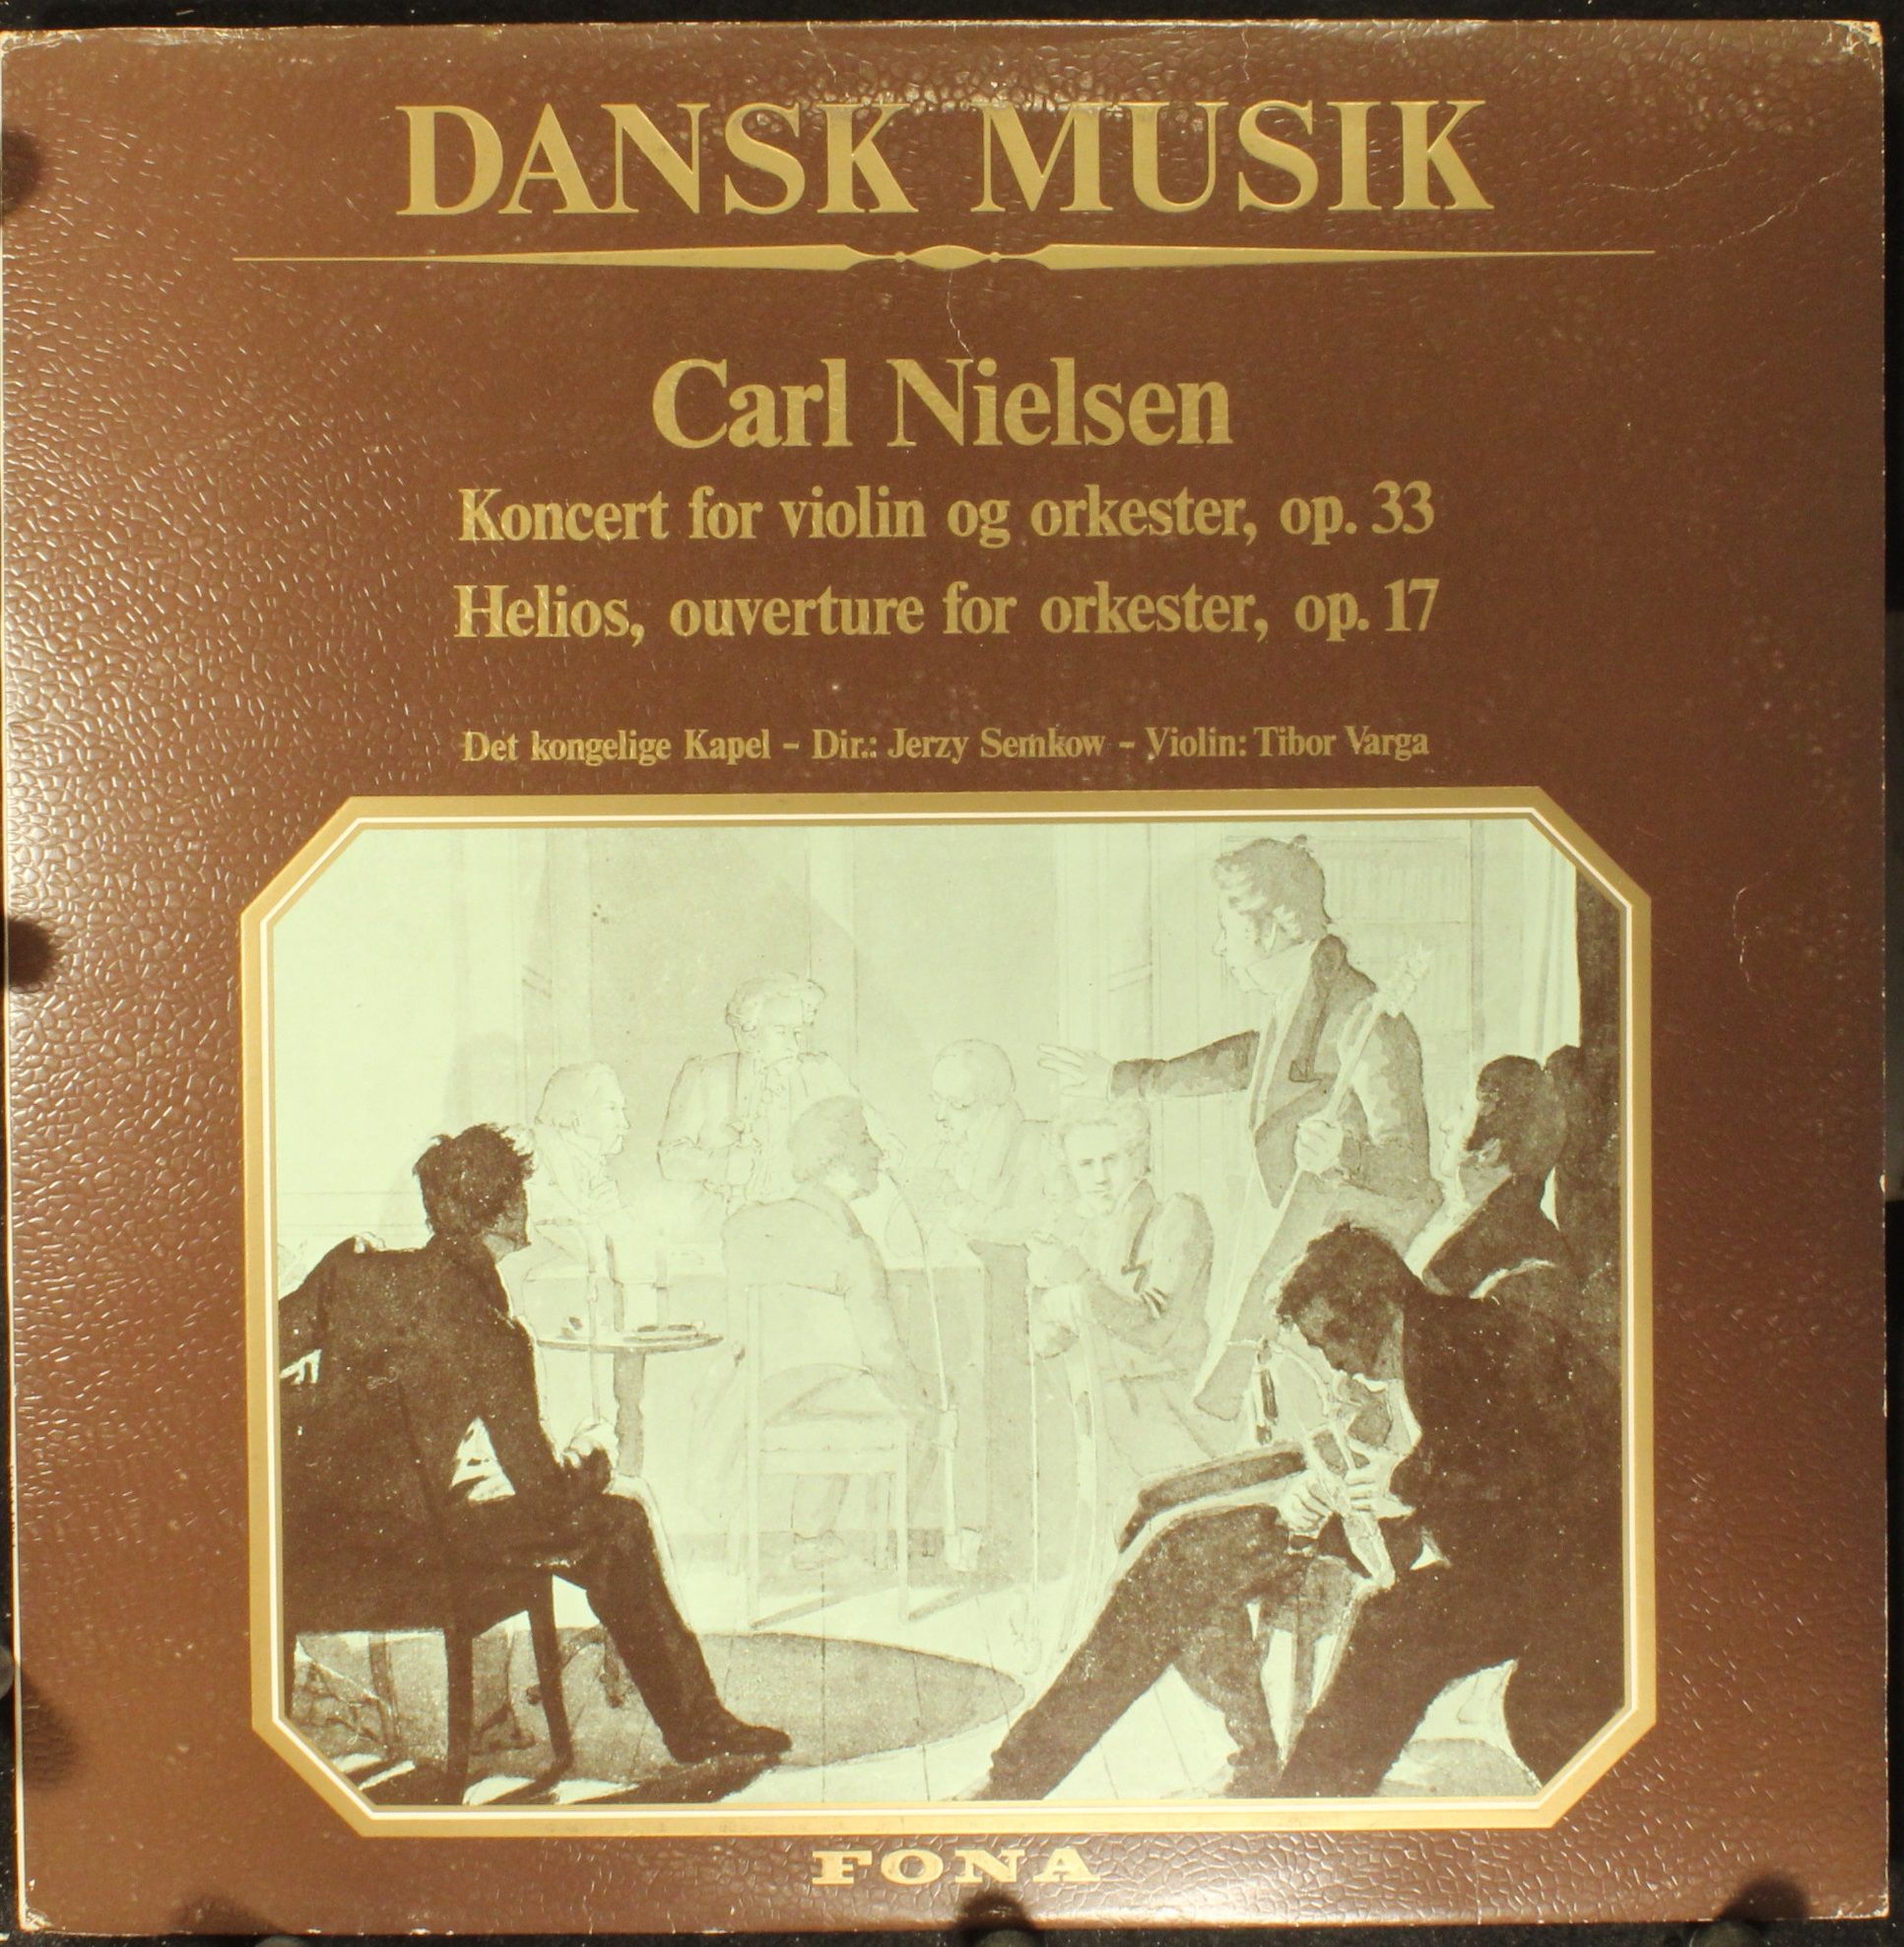 DANSK MUSIK
Carl Nielsen
Koncert for violin og orkester, op. 33
Helios, ouverture for orkester, op. 17
Det kongelige Kapel – Dir.: Jerzy Semkow – Violin: Tibor Varga
FONA